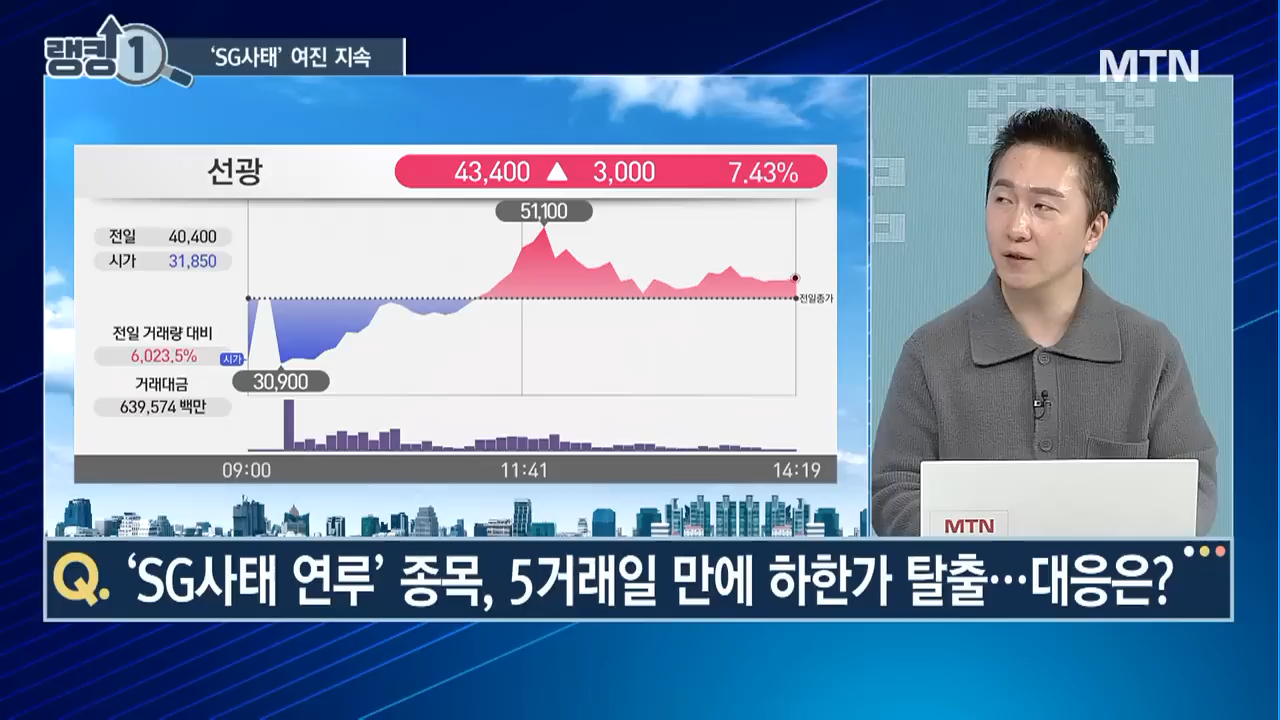 랭킹1
‘SG사태’ 여진 지속
MTN
선광
43,400 ▲ 3,000 7.43%
51,100
전일 40,400
시가 31,850
전일종가
전일 거래량 대비
6,023.5%
시가
거래대금
30,900
639,574 백만
09:00 11:41 14:19
MTN
Q. ‘SG사태 연루’ 종목, 5거래일 만에 하한가 탈출…대응은?